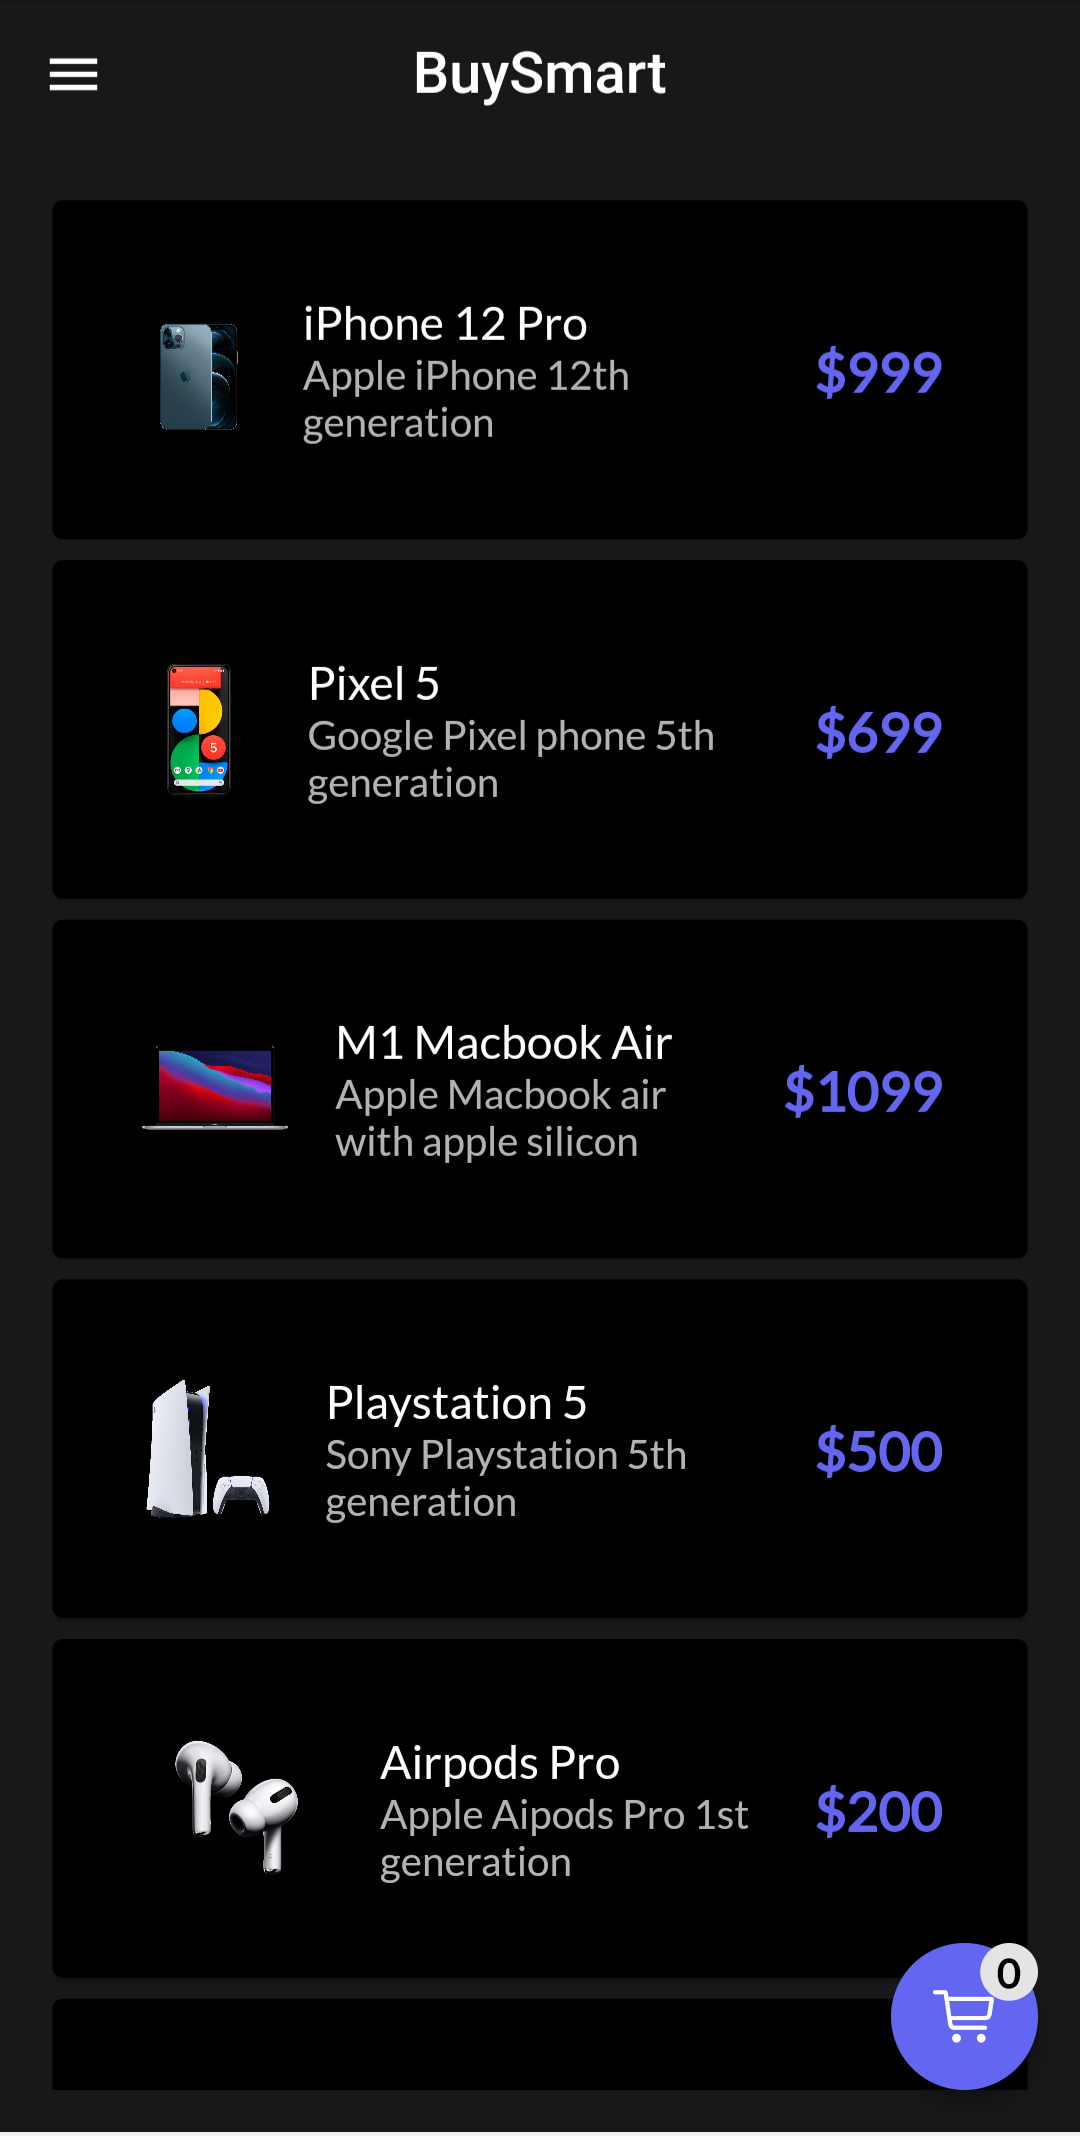 BuySmart
iPhone 12 Pro
Apple iPhone 12th
generation
$999
Pixel 5
Google Pixel phone 5th
generation
$699
5
M1 Macbook Air
Apple Macbook air
with apple silicon
$1099
Playstation 5
Sony Playstation 5th
generation
$500
Airpods Pro
Apple Aipods Pro 1st
generation
$200
0